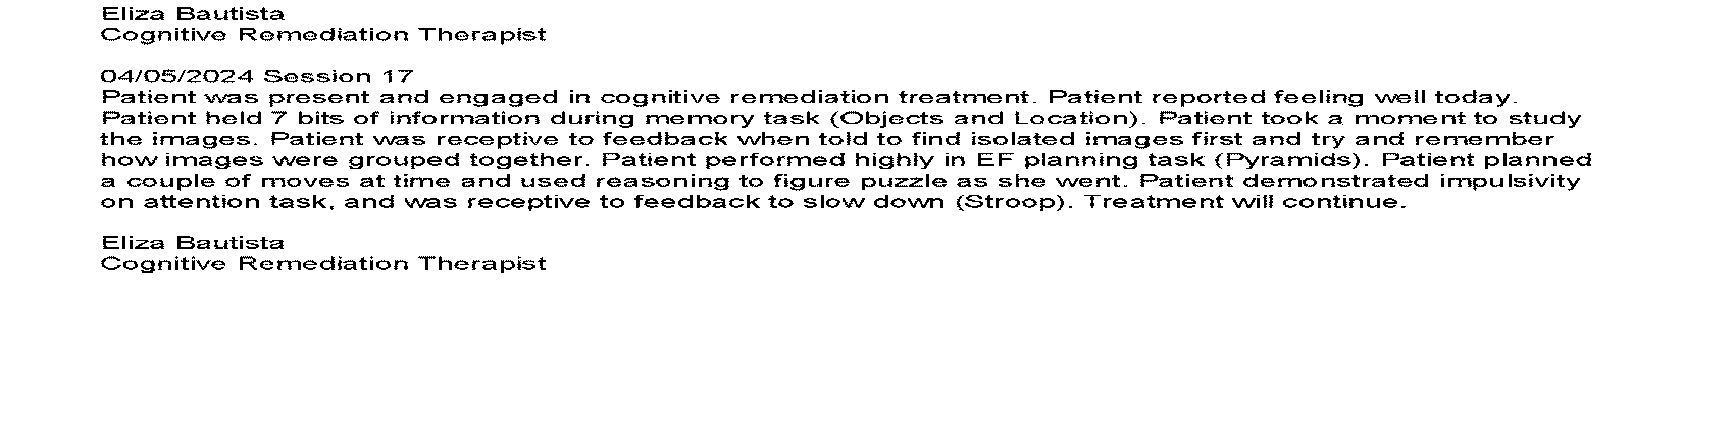 Eliza Bautista
Cognitive Remediation Therapist
04/05/2024 Session 17
Patient was present and engaged in cognitive remediation treatment. Patient reported feeling well today.
Patient held 7 bits of information during memory task (Objects and Location). Patient took a moment to study
the images. Patient was receptive to feedback when told to find isolated images first and try and remember
how images were grouped together. Patient performed highly in EF planning task (Pyramids). Patient planned
a couple of moves at time and used reasoning to figure puzzle as she went. Patient demonstrated impulsivity
on attention task, and was receptive to feedback to slow down (Stroop). Treatment will continue.
Eliza Bautista
Cognitive Remediation Therapist